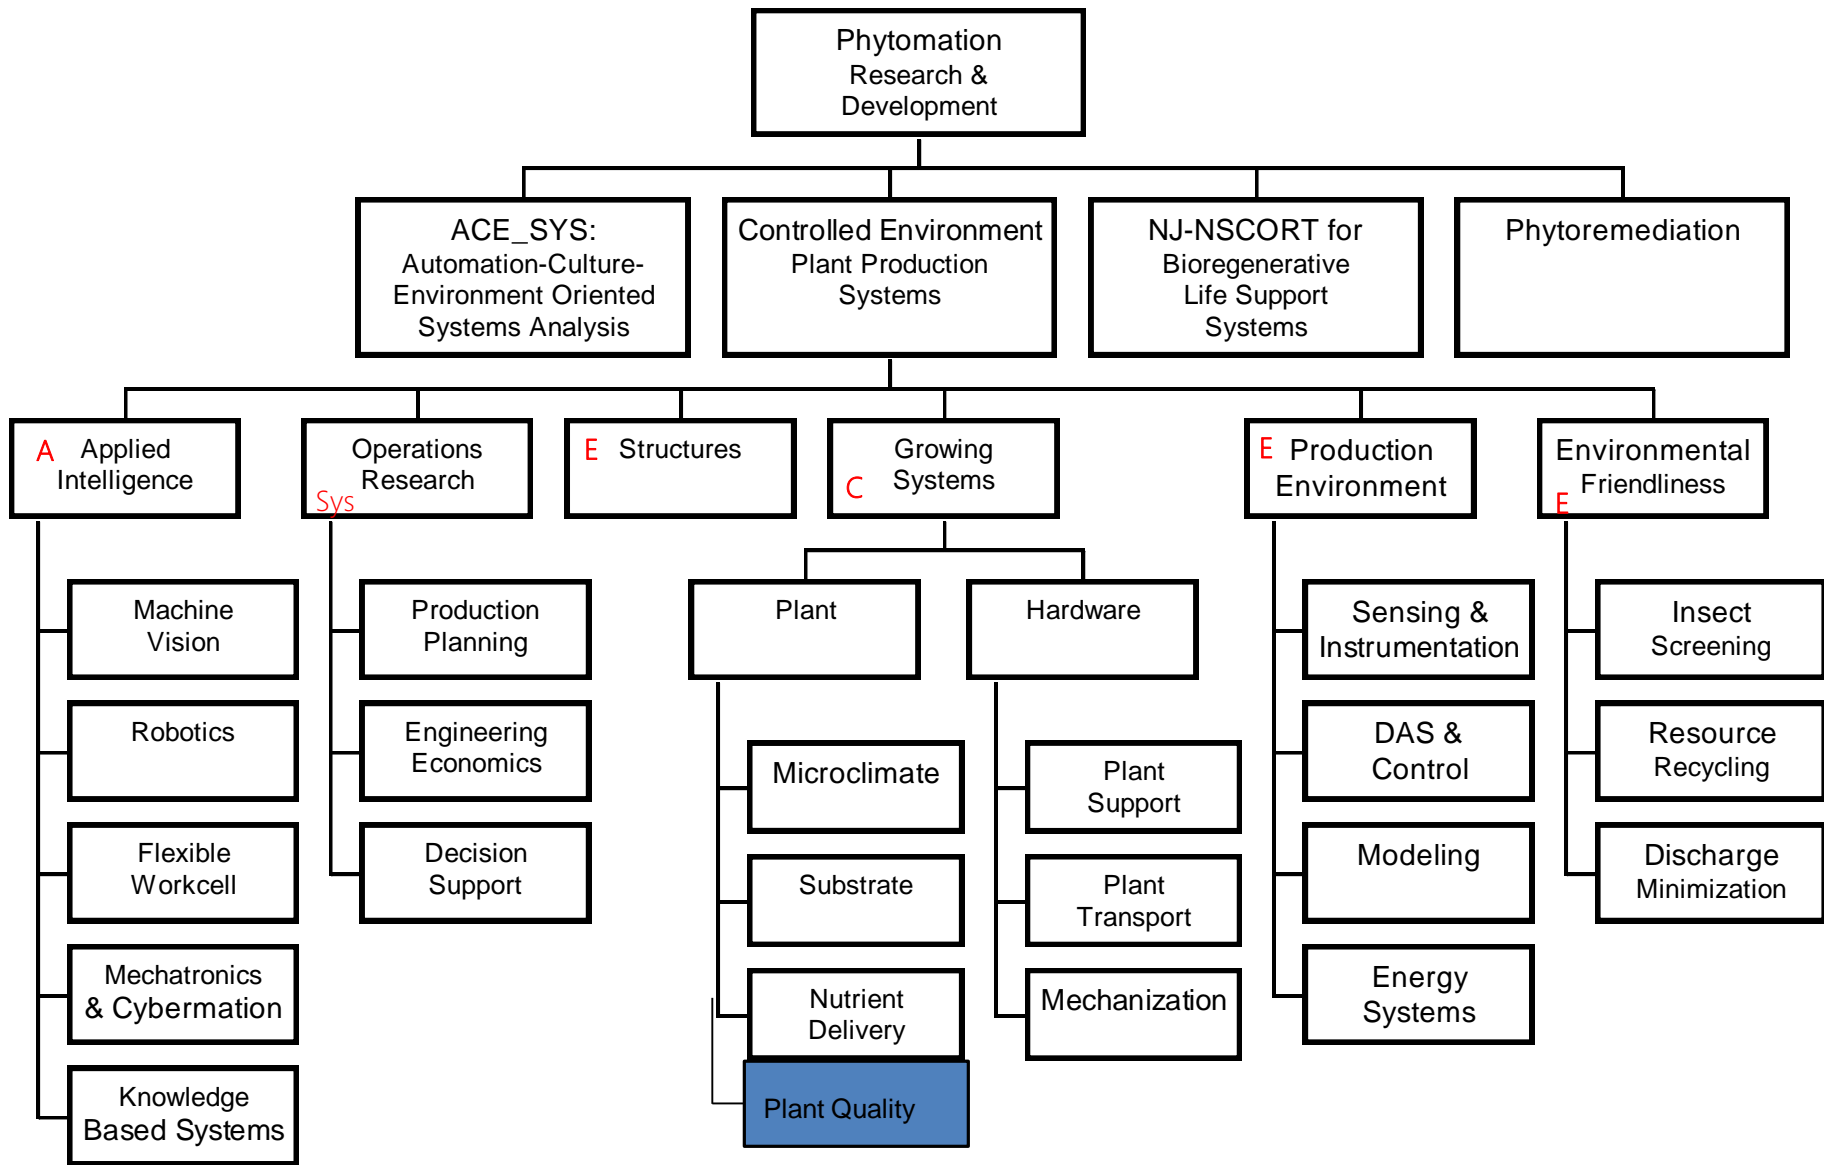 Phytomation
Research &
Development
ACE_SYS:
Automation-Culture-
Environment Oriented
Systems Analysis
Controlled Environment
Plant Production
Systems
NJ-NSCORT for
Bioregenerative
Life Support
Systems
Phytoremediation
A Applied
Intelligence
Operations
Research
Sys
E Structures
Growing
Systems
C
E Production
Environment
Environmental
Friendliness
E
Machine
Vision
Robotics
Flexible
Workcell
Mechatronics
& Cybermation
Knowledge
Based Systems
Production
Planning
Engineering
Economics
Decision
Support
Plant
Microclimate
Substrate
Nutrient
Delivery
Plant Quality
Hardware
Plant
Support
Plant
Transport
Mechanization
Sensing &
Instrumentation
DAS &
Control
Modeling
Energy
Systems
Insect
Screening
Resource
Recycling
Discharge
Minimization